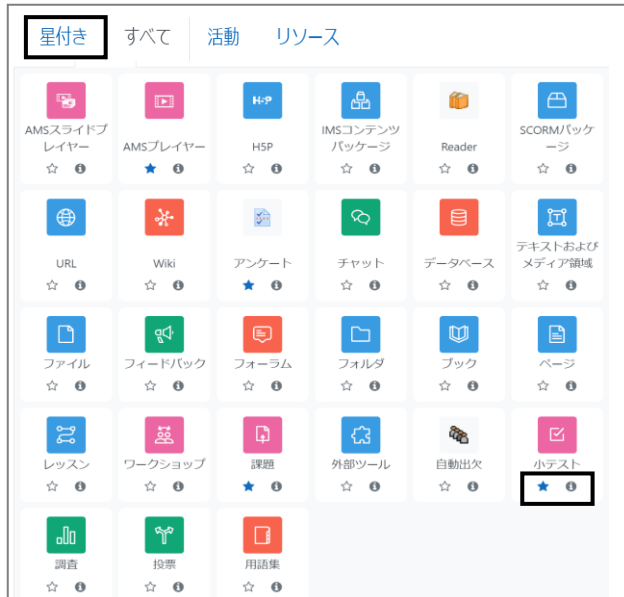 星付き すべて 活動 リソース
AMSスライドプ
レイヤー
AMSプレイヤー
H5P
H5P
IMSコンテンツ
パッケージ
Reader
SCORMパッケ
ージ
URL
Wiki
アンケート
チャット
データベース
テキストおよび
メディア領域
ファイル
フィードバック
フォーラム
フォルダ
ブック
ページ
レッスン
ワークショップ
課題
外部ツール
自動出欠
小テスト
調査
投票
用語集